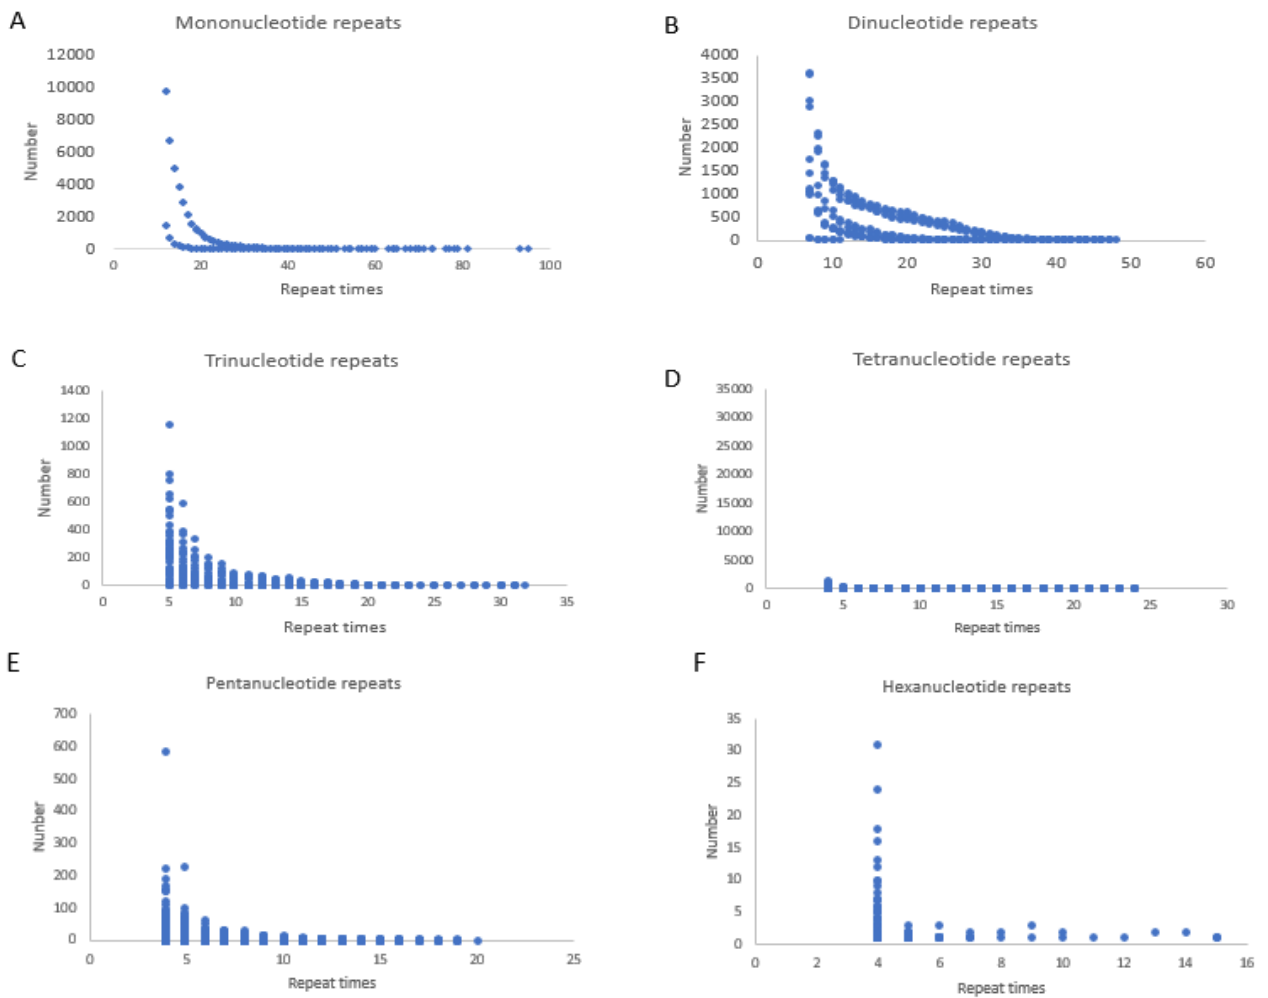 A
Mononucleotide repeats
12000
10000
8000
6000
4000
2000
0
Number
0 20 40 60 80 100
Repeat times
B
Dinucleotide repeats
4000
3500
3000
2500
2000
1500
1000
500
0
Number
0 10 20 30 40 50 60
Repeat times
C
Trinucleotide repeats
1400
1200
1000
800
600
400
200
0
Number
0 5 10 15 20 25 30 35
Repeat times
D
Tetranucleotide repeats
35000
30000
25000
20000
15000
10000
5000
0
Number
0 5 10 15 20 25 30
Repeat times
E
Pentanucleotide repeats
700
600
500
400
300
200
100
0
Nunber
0 5 10 15 20 25
Repeat times
F
Hexanucleotide repeats
35
30
25
20
15
10
5
0
Number
0 2 4 6 8 10 12 14 16
Repeat times